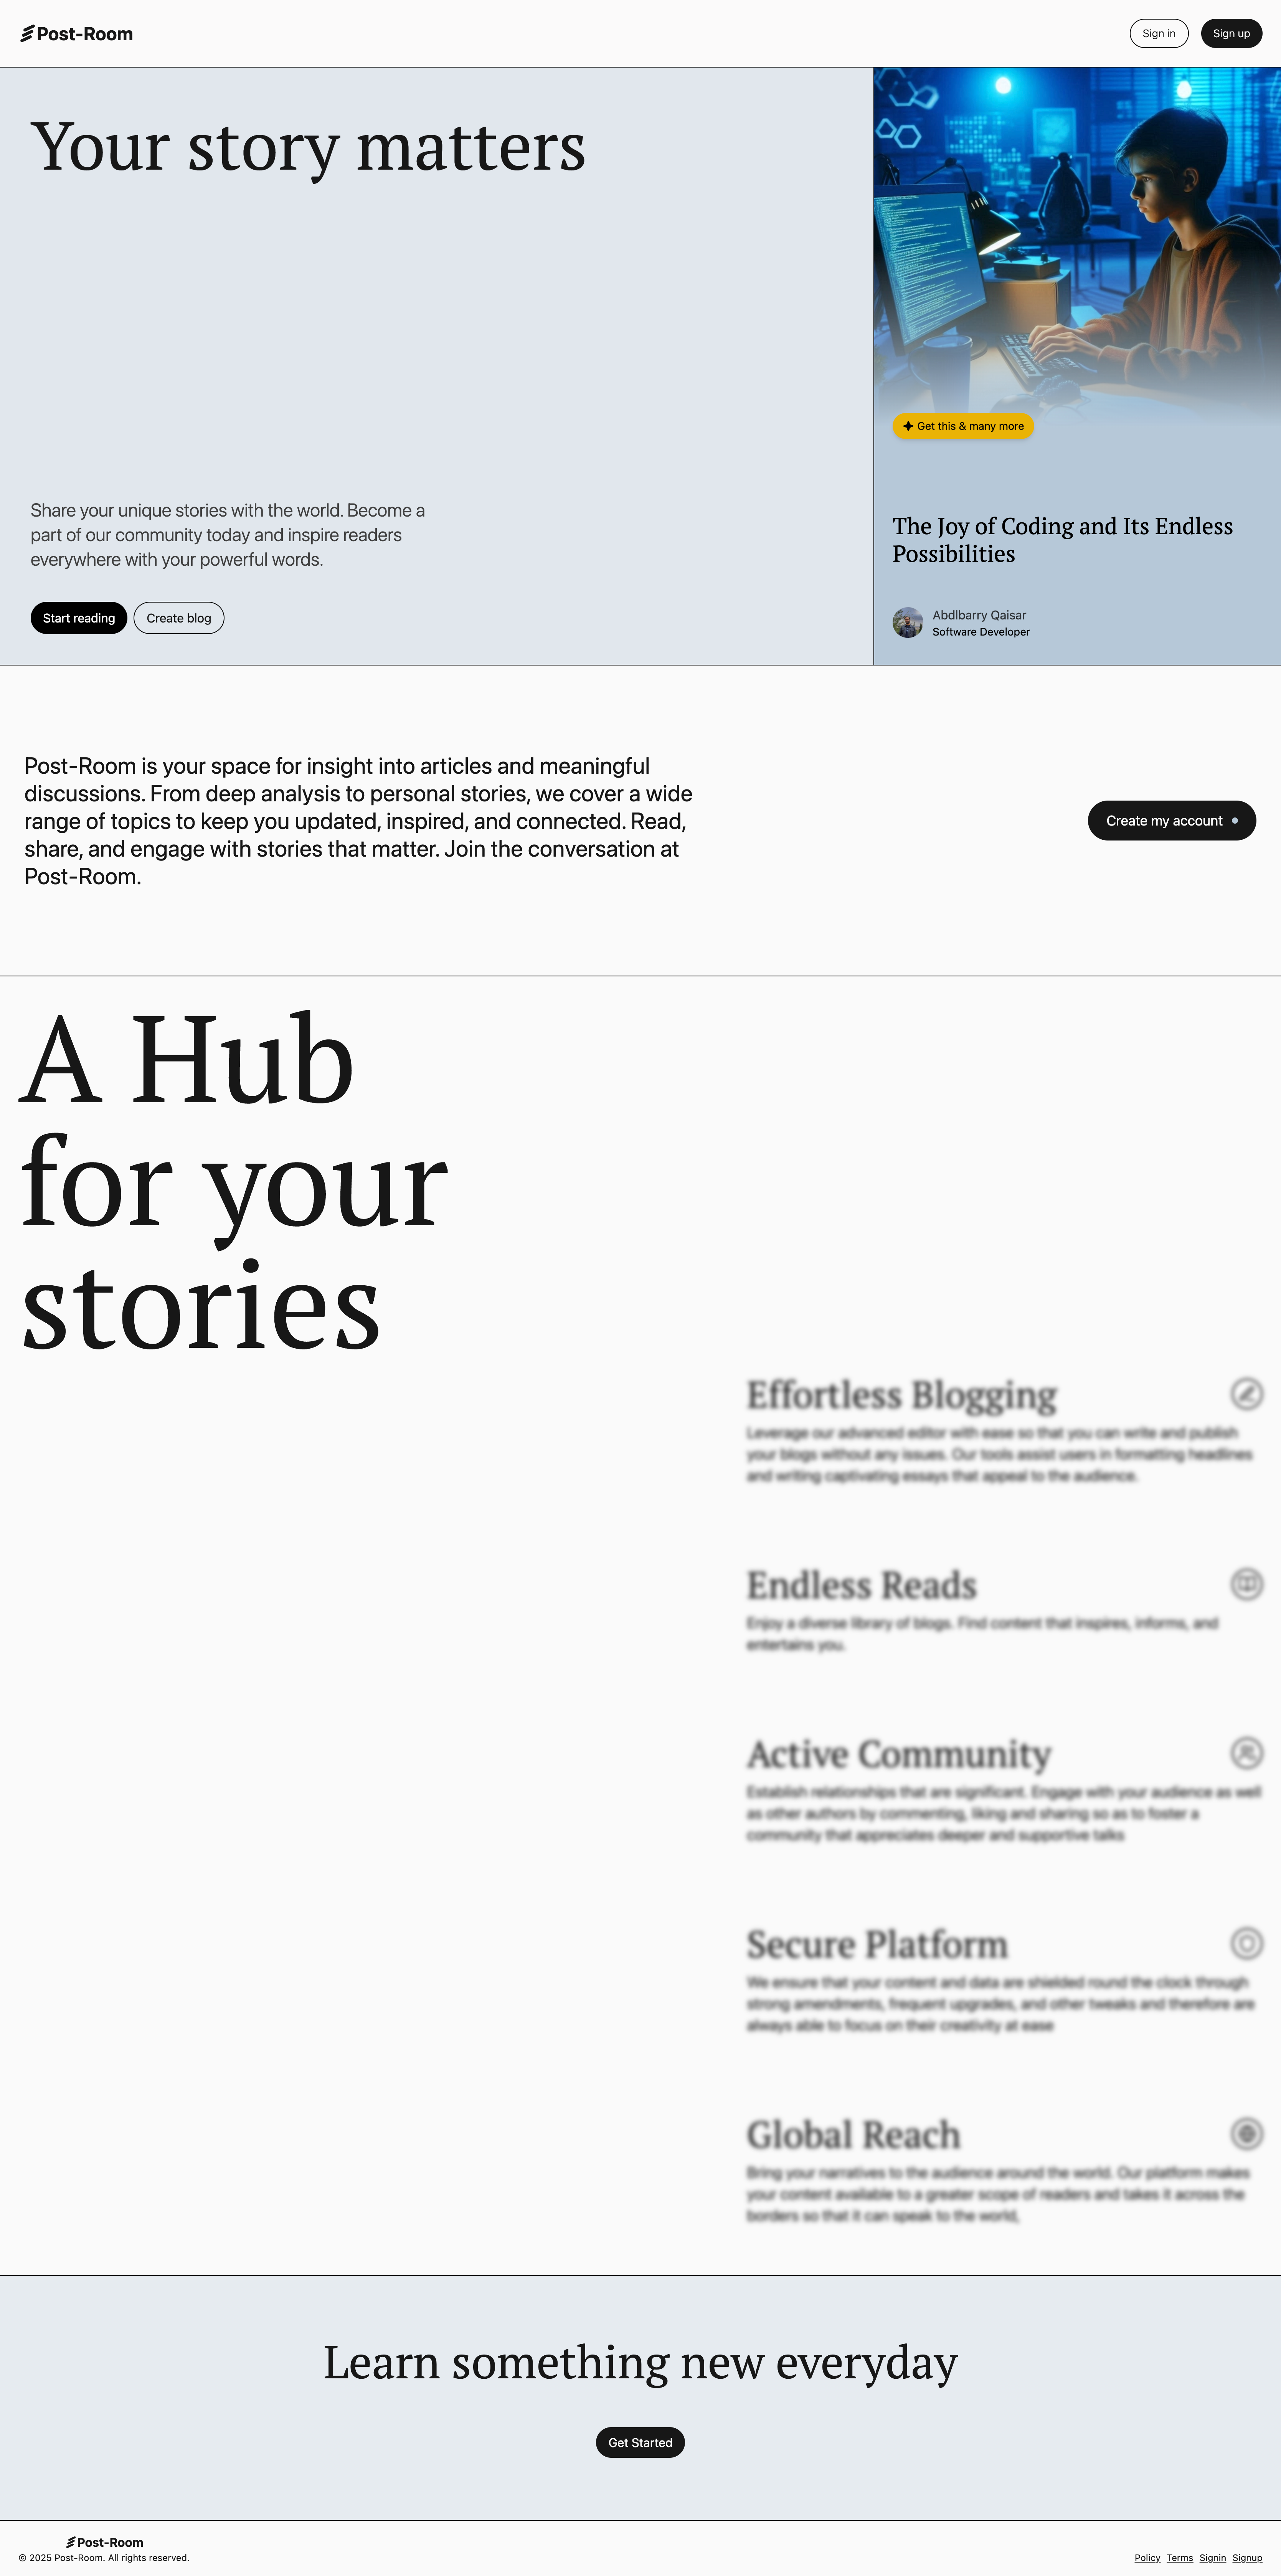 Post-Room
Sign in
Sign up
Your story matters
Share your unique stories with the world. Become a
part of our community today and inspire readers
everywhere with your powerful words.
Start reading
Create blog
Get this & many more
The Joy of Coding and Its Endless
Possibilities
Abdlbarry Qaisar
Software Developer
Post-Room is your space for insight into articles and meaningful
discussions. From deep analysis to personal stories, we cover a wide
range of topics to keep you updated, inspired, and connected. Read,
share, and engage with stories that matter. Join the conversation at
Post-Room.
Create my account
A Hub
for your
stories
Effortless Blogging
Leverage our advanced editor with ease so that you can write and publish
your blogs without any issues. Our tools assist users in formatting headlines
and writing captivating essays that appeal to the audience.
Endless Reads
Enjoy a diverse library of blogs. Find content that inspires, informs, and
entertains you.
Active Community
Establish relationships that are significant. Engage with your audience as well
as other authors by commenting, liking and sharing so as to foster a
community that appreciates deeper and supportive talks
Secure Platform
We ensure that your content and data are shielded round the clock through
strong amendments, frequent upgrades, and other tweaks and therefore are
always able to focus on their creativity at ease
Global Reach
Bring your narratives to the audience around the world. Our platform makes
your content available to a greater scope of readers and takes it across the
borders so that it can speak to the world,
Learn something new everyday
Get Started
Post-Room
© 2025 Post-Room. All rights reserved.
Policy Terms Signin Signup